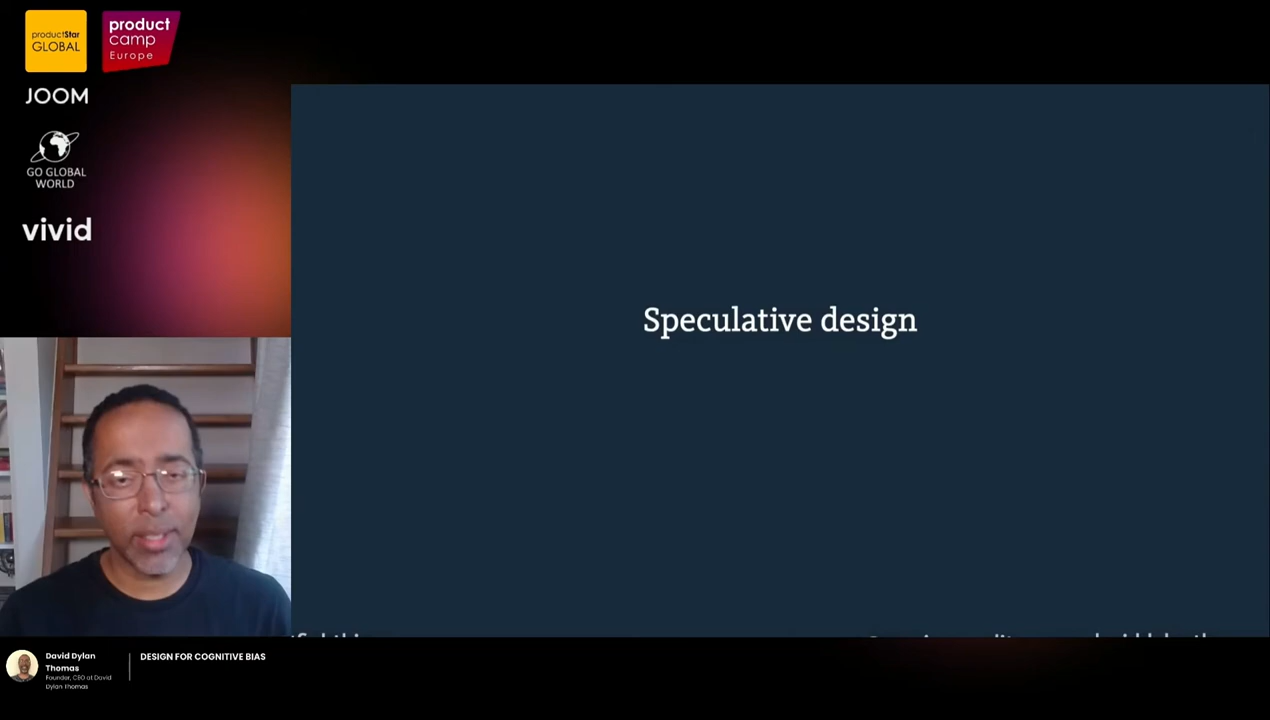 productStar
GLOBAL
product
camp
Europe
JOOM
GO GLOBAL
WORLD
vivid
Speculative design
David Dylan
Thomas
Founder, CEO at David
Dylan Thomas
DESIGN FOR COGNITIVE BIAS